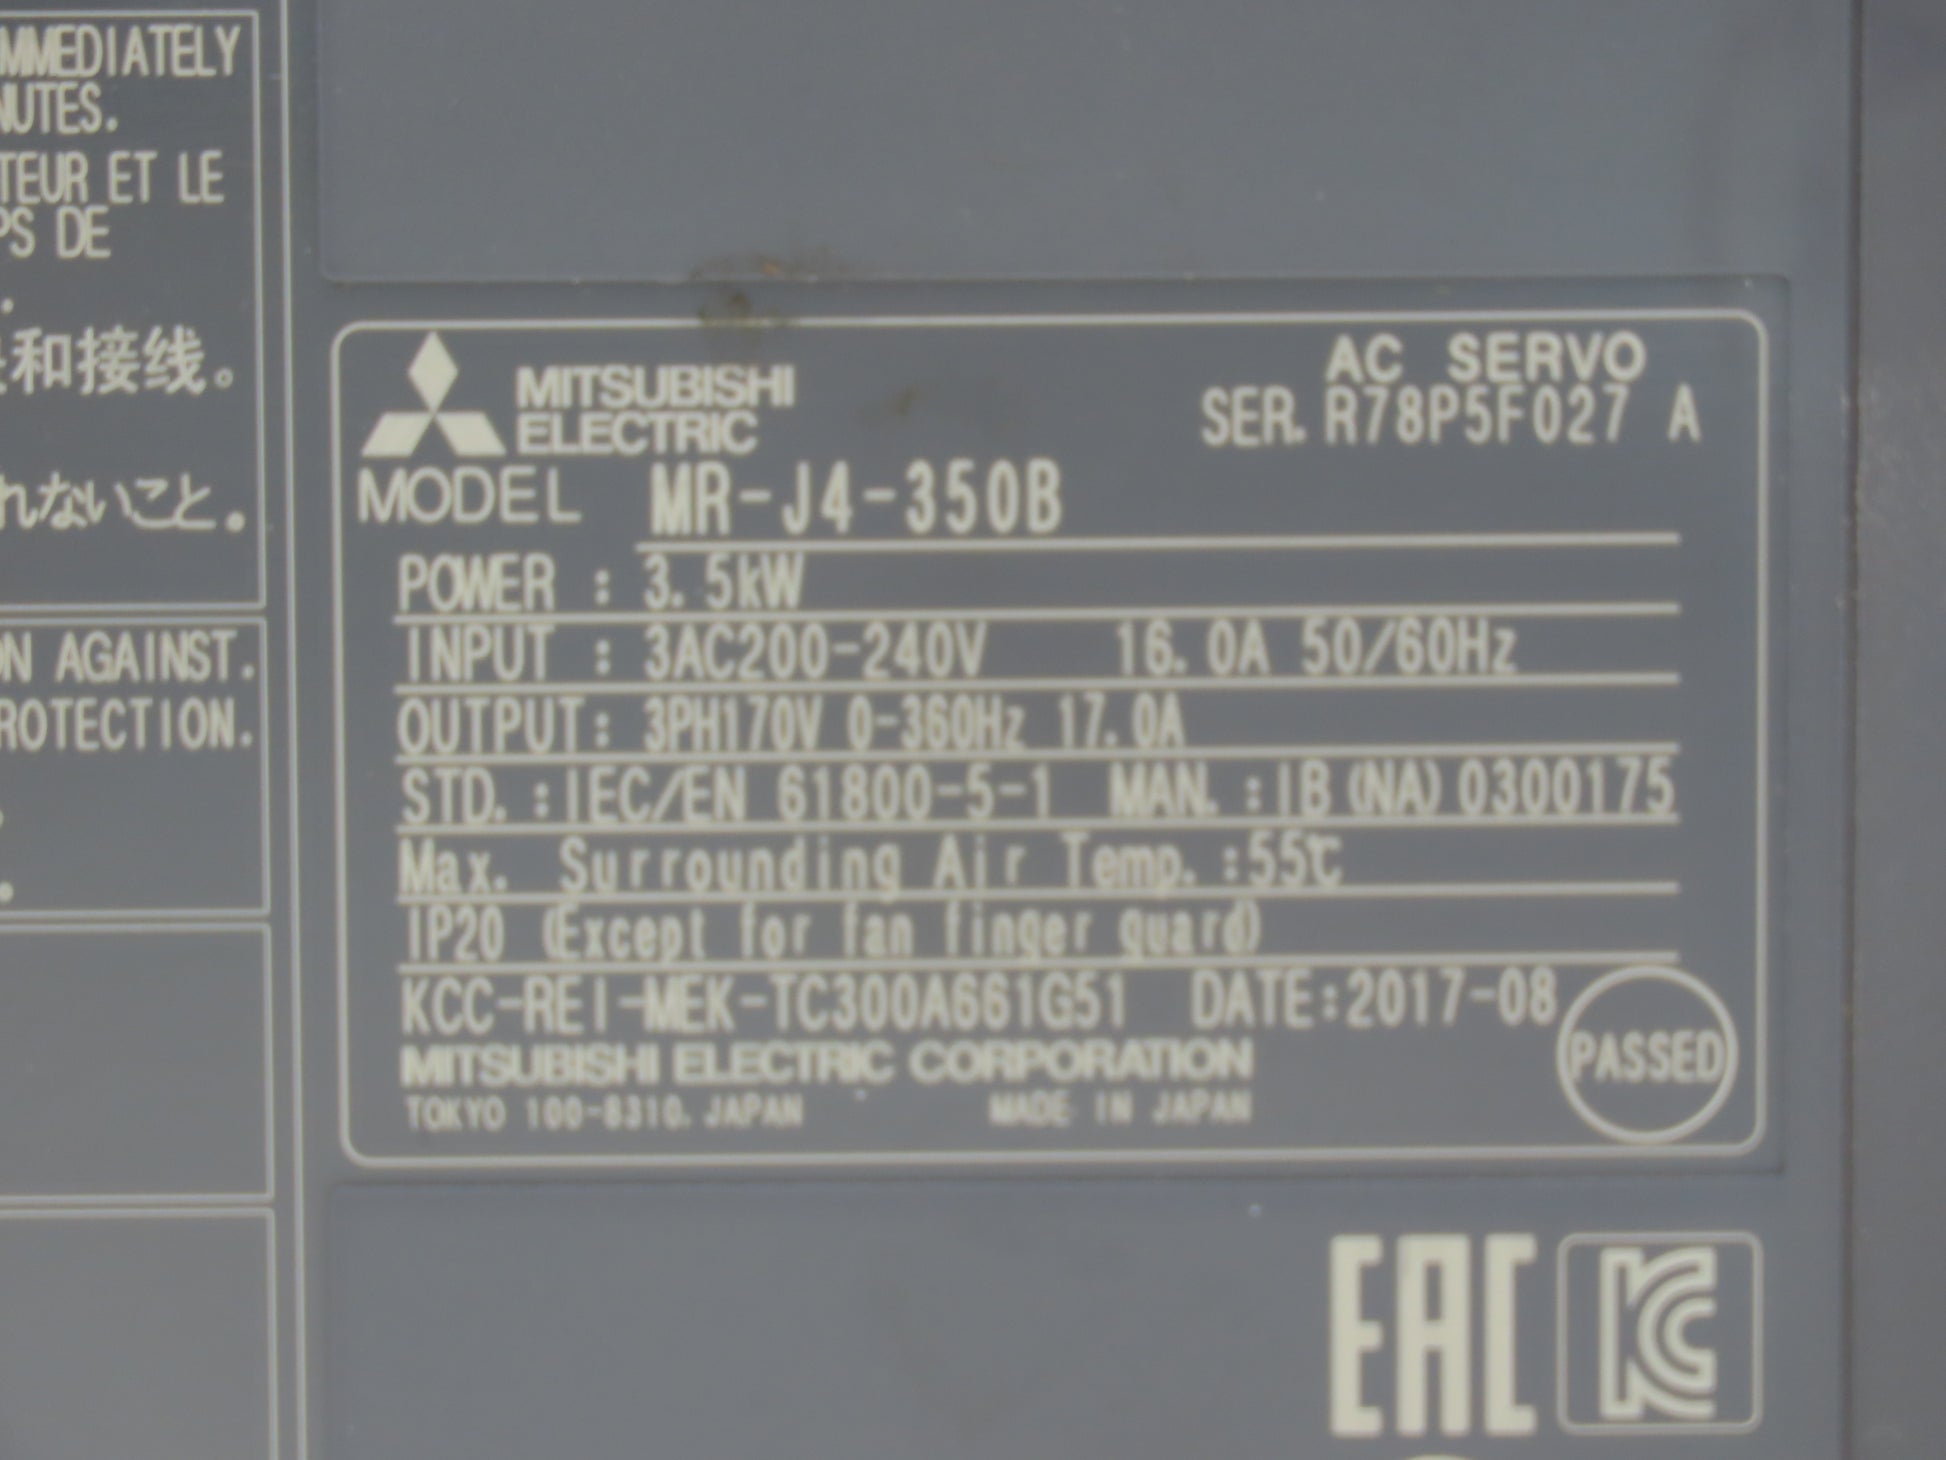 IMMEDIATELY
NUTES.
TEUR ET LE
PS DE
和接线。
れないこと。
ON AGAINST.
ROTECTION.
MITSUBISHI
ELECTRIC
AC SERVO
SER. R78P5F027 A
MODEL MR-J4-350B
POWER : 3.5kW
INPUT : 3AC200-240V 16.0A 50/60Hz
OUTPUT: 3PH170V 0-360Hz 17.0A
STD. :IEC/EN 61800-5-1 MAN. :IB(NA)0300175
Max. Surrounding Air Temp. :55℃
IP20 (Except for fan finger guard)
KCC-REI-MEK-TC300A661G51 DATE:2017-08
PASSED
MITSUBISHI ELECTRIC CORPORATION
TOKYO 100-8310, JAPAN MADE IN JAPAN
EAC